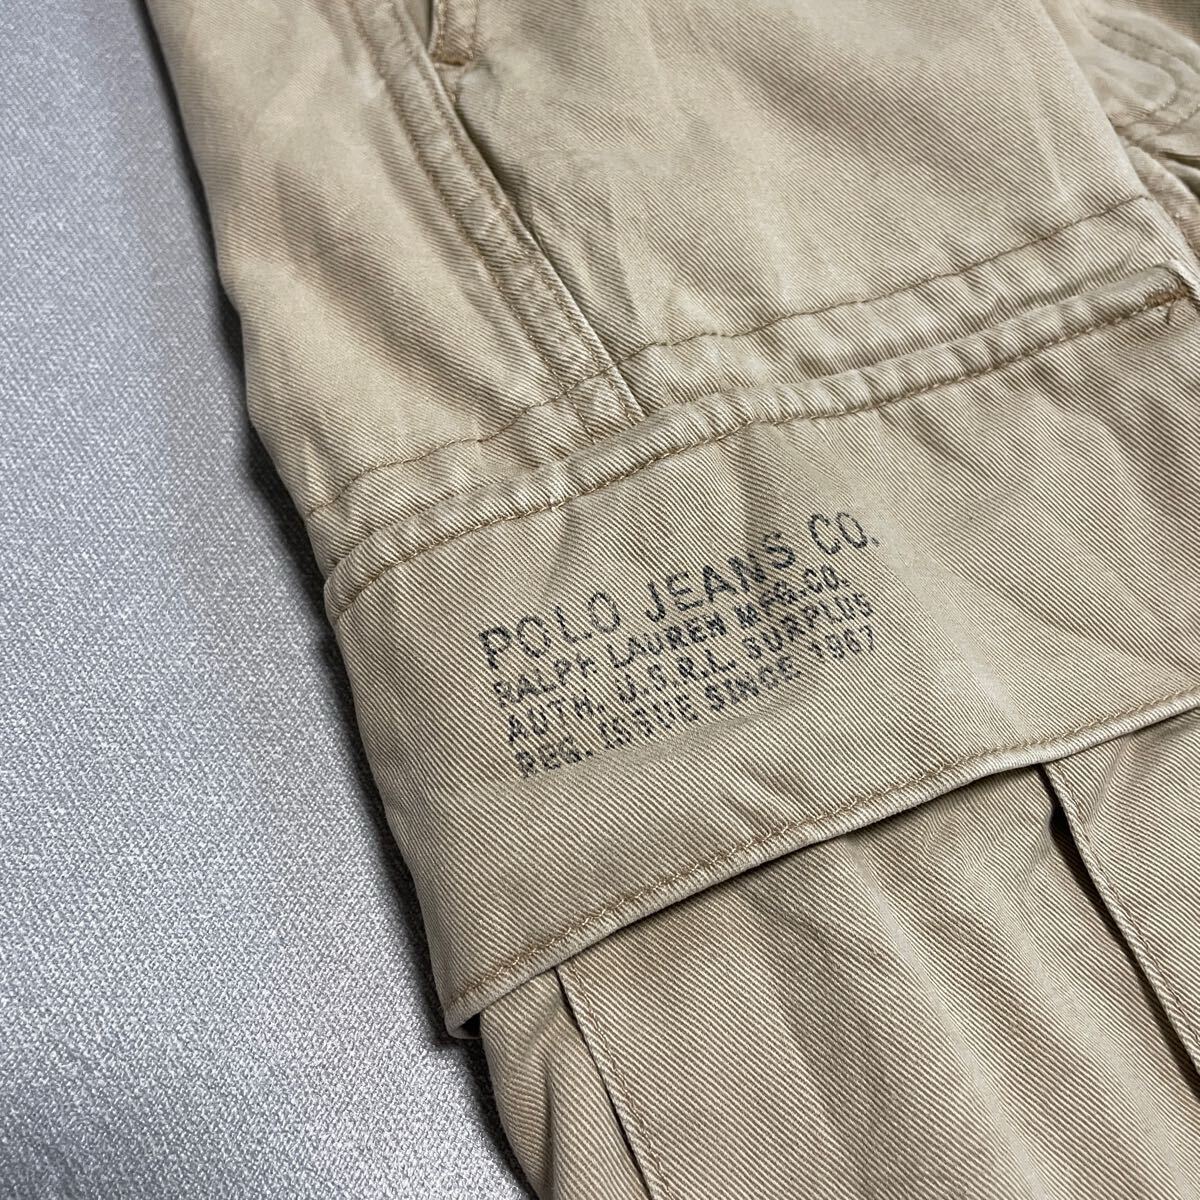 POLO JEANS CO.
RALPH LAUREN MFG. CO.
AUTH. U.S.R.L. SURPLUS
REG. ISSUE SINCE 1967